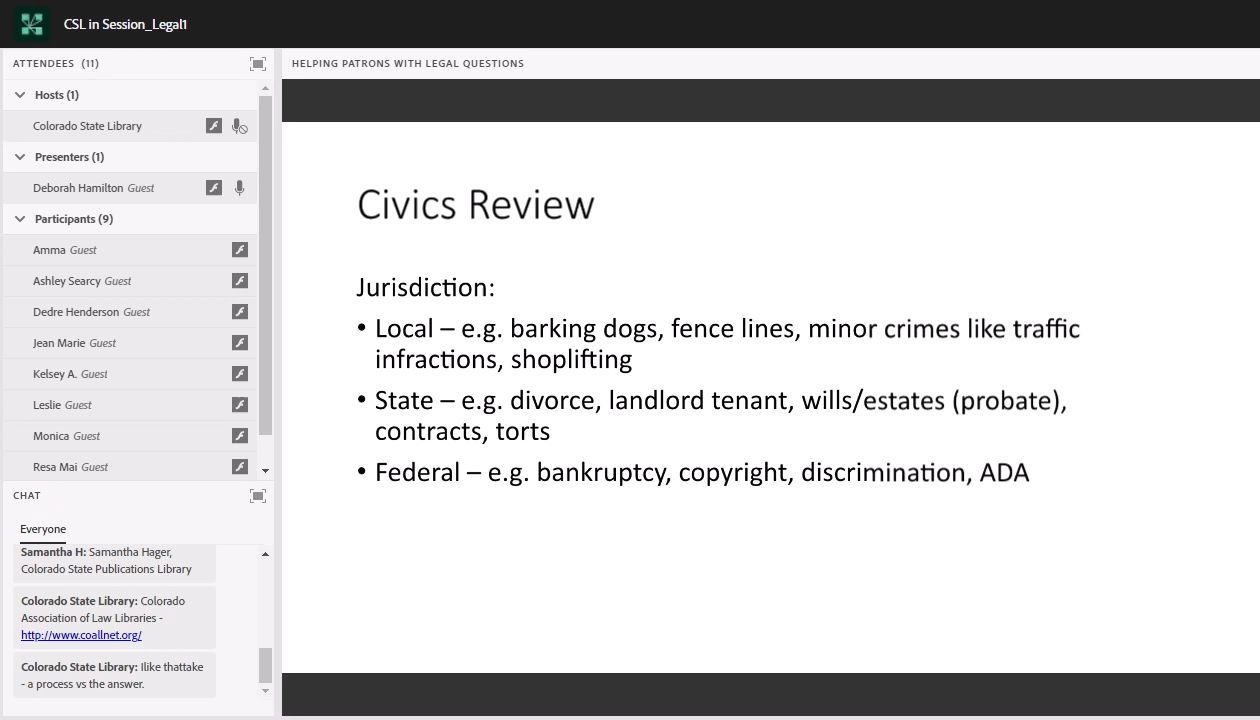 CSL in Session_Legal1
ATTENDEES (11)
Hosts (1)
Colorado State Library
Presenters (1)
Deborah Hamilton Guest
Participants (9)
Amma Guest
Ashley Searcy Guest
Dedre Henderson Guest
Jean Marie Guest
Kelsey A. Guest
Leslie Guest
Monica Guest
Resa Mai Guest
CHAT
Everyone
Samantha H: Samantha Hager,
Colorado State Publications Library
Colorado State Library: Colorado
Association of Law Libraries -
http://www.coallnet.org/
Colorado State Library: Ilike thattake
- a process vs the answer.
HELPING PATRONS WITH LEGAL QUESTIONS
Civics Review
Jurisdiction:
• Local – e.g. barking dogs, fence lines, minor crimes like traffic
infractions, shoplifting
• State – e.g. divorce, landlord tenant, wills/estates (probate),
contracts, torts
• Federal – e.g. bankruptcy, copyright, discrimination, ADA